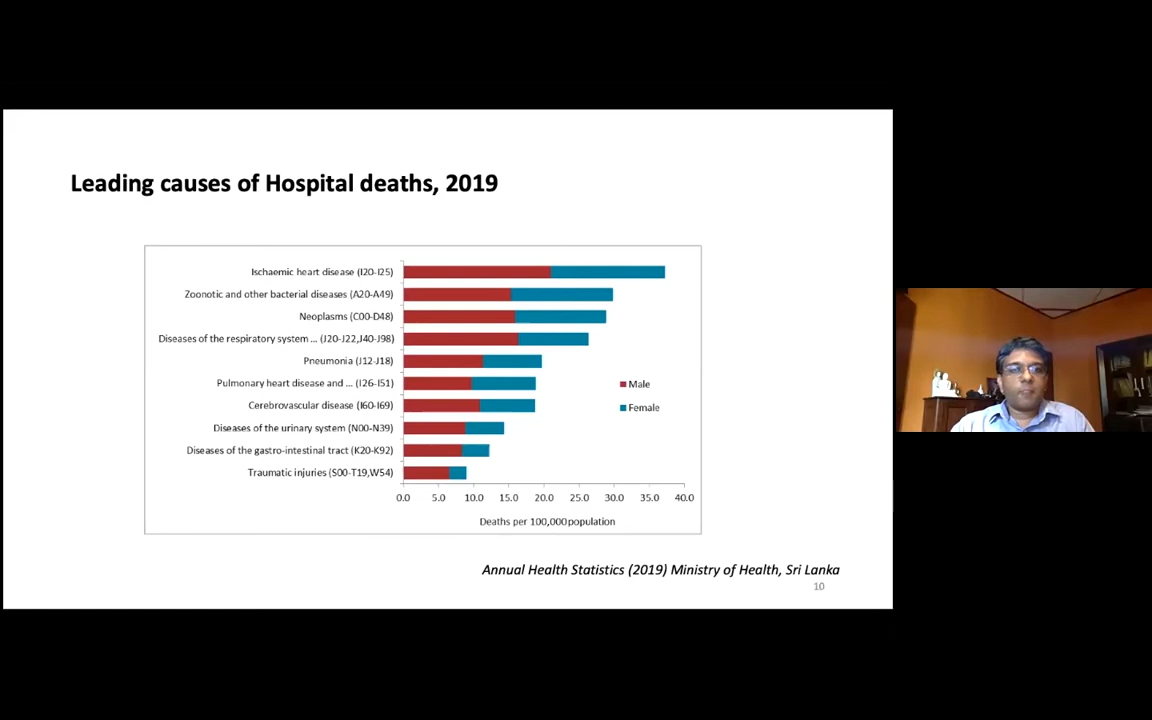 Leading causes of Hospital deaths, 2019
Ischaemic heart disease (I20-I25)
Zoonotic and other bacterial diseases (A20-A49)
Neoplasms (C00-D48)
Diseases of the respiratory system ... (J20-J22,J40-J98)
Pneumonia (J12-J18)
Pulmonary heart disease and ... (I26-I51)
Cerebrovascular disease (I60-I69)
Diseases of the urinary system (N00-N39)
Diseases of the gastro-intestinal tract (K20-K92)
Traumatic injuries (S00-T19,W54)
Male
Female
0.0 5.0 10.0 15.0 20.0 25.0 30.0 35.0 40.0
Deaths per 100,000 population
Annual Health Statistics (2019) Ministry of Health, Sri Lanka
10